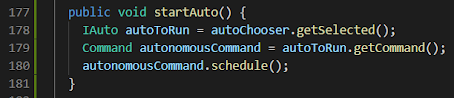 177 public void startAuto() {
178 IAuto autoToRun = autoChooser.getSelected();
179 Command autonomousCommand = autoToRun.getCommand();
180 autonomousCommand.schedule();
181 }